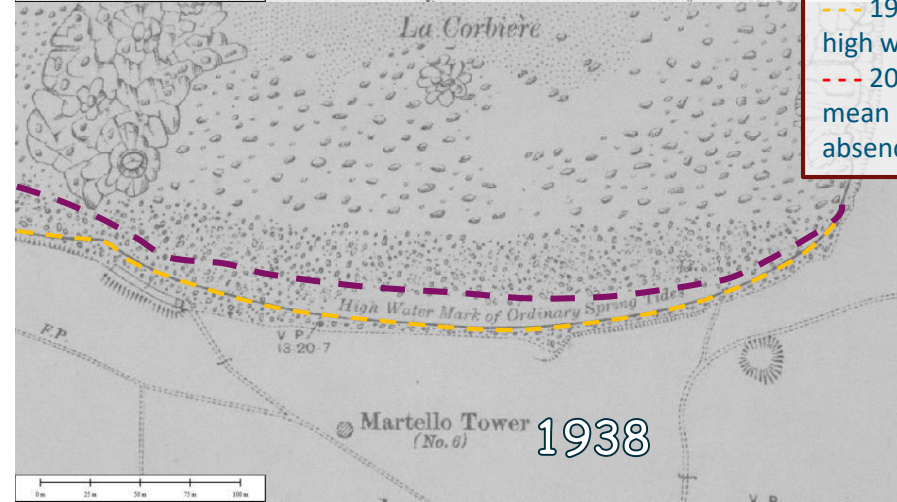 La Corbière
19
high w
20
mean
absenc
High Water Mark of Ordinary Spring Tides
V. P.
13·20·7
F.P.
Martello Tower
(No. 6)
1938
V. P.
0 m 25 m 50 m 75 m 100 m